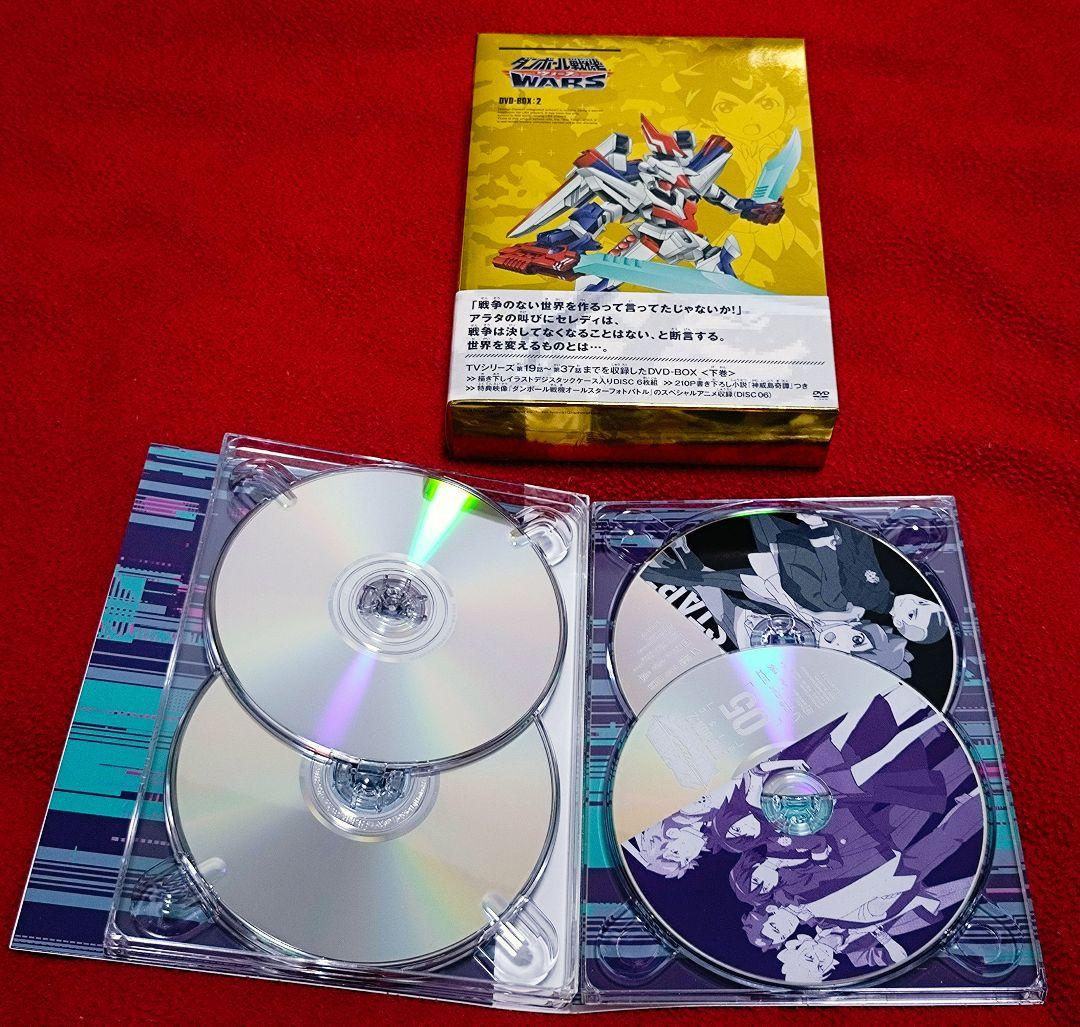 ダンボール戦機
ウォーズ
WARS
DVD-BOX:2
「戦争のない世界を作るって言ってたじゃないか!」
アラタの叫びにセレディは、
戦争は決してなくなることはない、と断言する。
世界を変えるものとは…。
TVシリーズ第19話〜第37話までを収録したDVD-BOX <下巻>
>> 描き下しイラストデジスタックケース入りDISC 6枚組 >> 210P書き下ろし小説「神威島奇譚」つき
>> 特典映像「ダンボール戦機オールスターフォトバトル」のスペシャルアニメ収録(DISC 06)
DVD
STAR
05